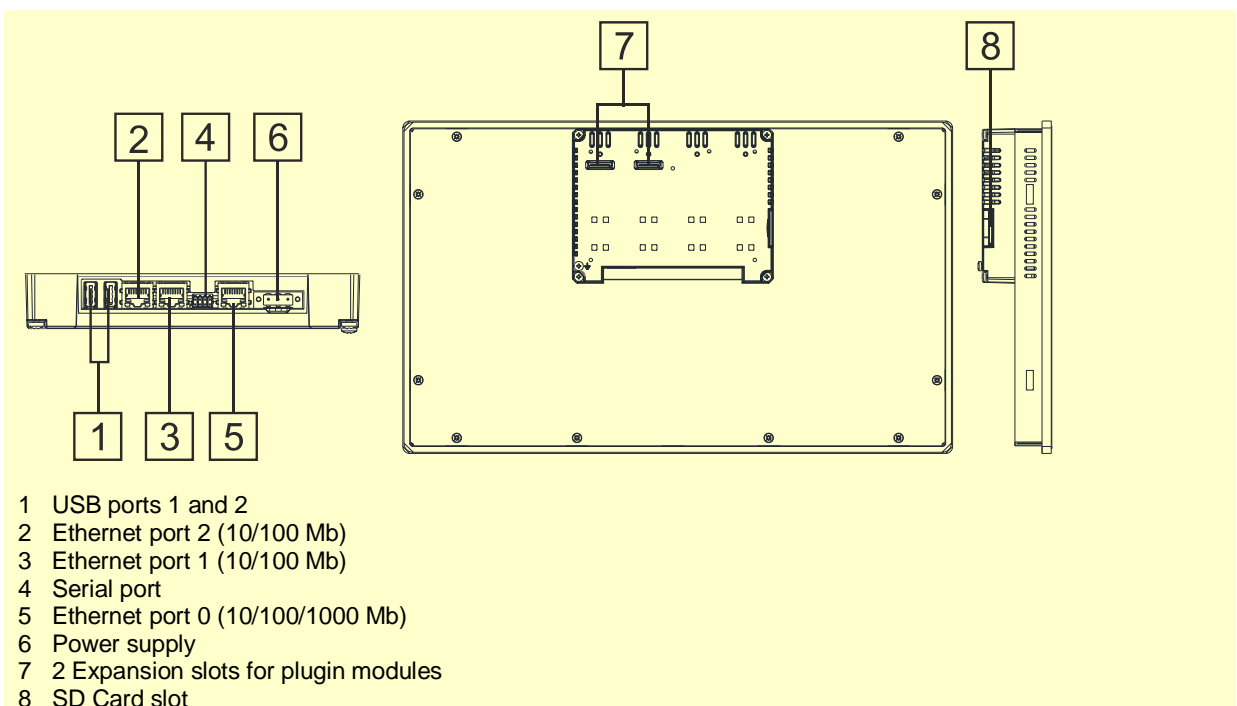 7 8
2 4 6
1 3 5
1 USB ports 1 and 2
2 Ethernet port 2 (10/100 Mb)
3 Ethernet port 1 (10/100 Mb)
4 Serial port
5 Ethernet port 0 (10/100/1000 Mb)
6 Power supply
7 2 Expansion slots for plugin modules
8 SD Card slot